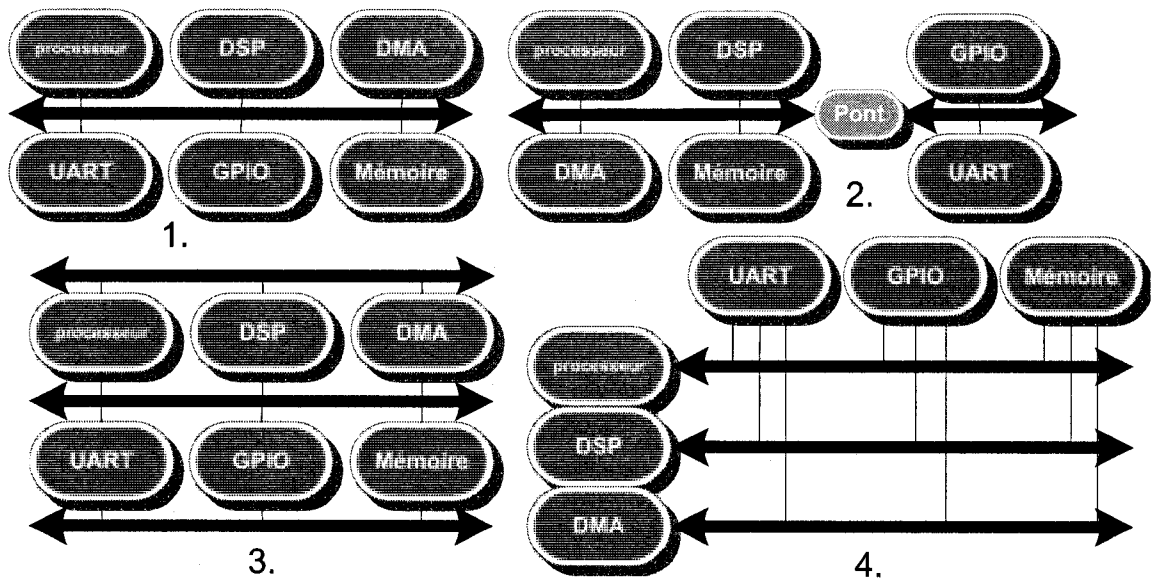 processeur DSP DMA
UART GPIO Mémoire
1.
processeur DSP Pont GPIO
DMA Mémoire UART
2.
processeur DSP DMA
UART GPIO Mémoire
3.
UART GPIO Mémoire
processeur
DSP
DMA
4.